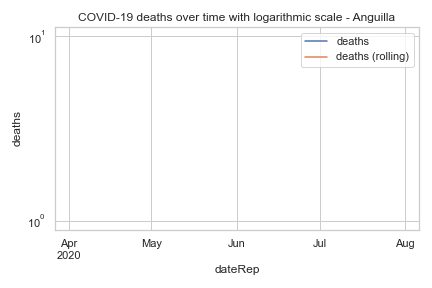 COVID-19 deaths over time with logarithmic scale - Anguilla
10¹
deaths
deaths (rolling)
deaths
10⁰
Apr May Jun Jul Aug
2020
dateRep